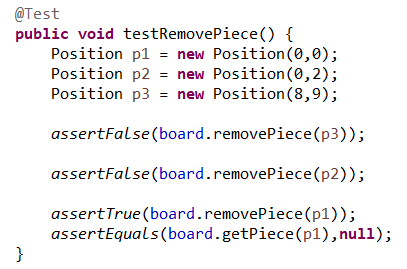 @Test
public void testRemovePiece() {
    Position p1 = new Position(0,0);
    Position p2 = new Position(0,2);
    Position p3 = new Position(8,9);

    assertFalse(board.removePiece(p3));

    assertFalse(board.removePiece(p2));

    assertTrue(board.removePiece(p1));
    assertEquals(board.getPiece(p1),null);
}